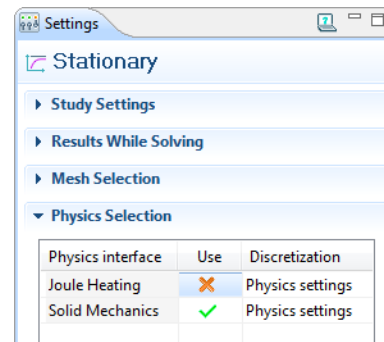 Settings
Stationary
Study Settings
Results While Solving
Mesh Selection
Physics Selection
Physics interface Use Discretization
Joule Heating Physics settings
Solid Mechanics Physics settings